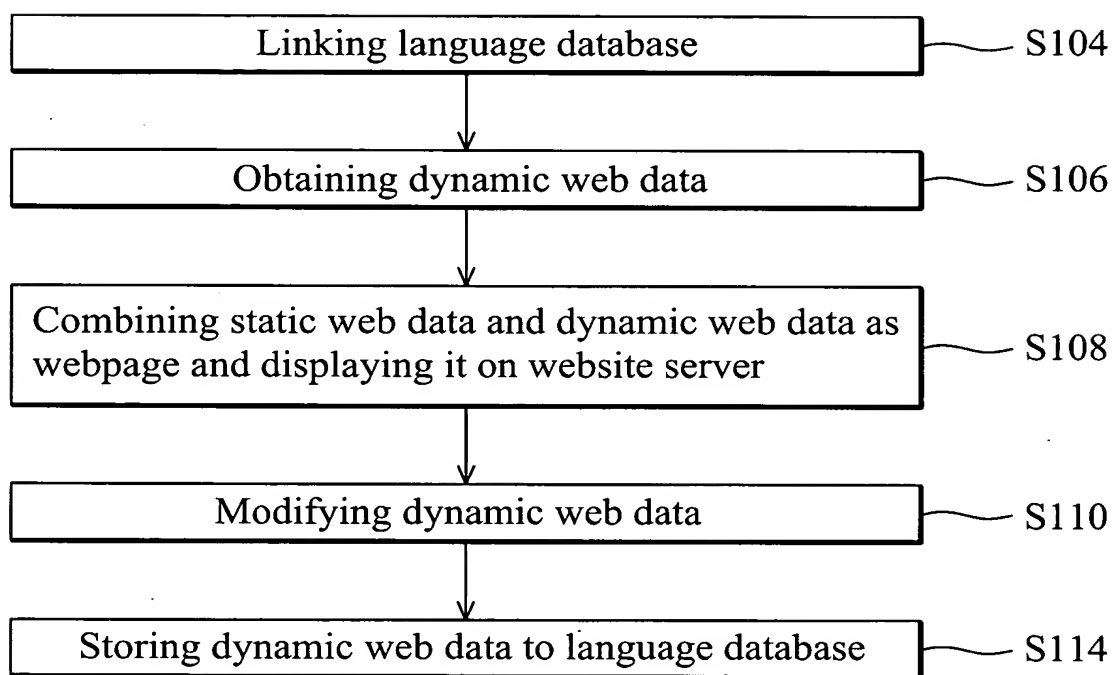 Linking language database S104
Obtaining dynamic web data S106
Combining static web data and dynamic web data as
webpage and displaying it on website server
S108
Modifying dynamic web data S110
Storing dynamic web data to language database S114